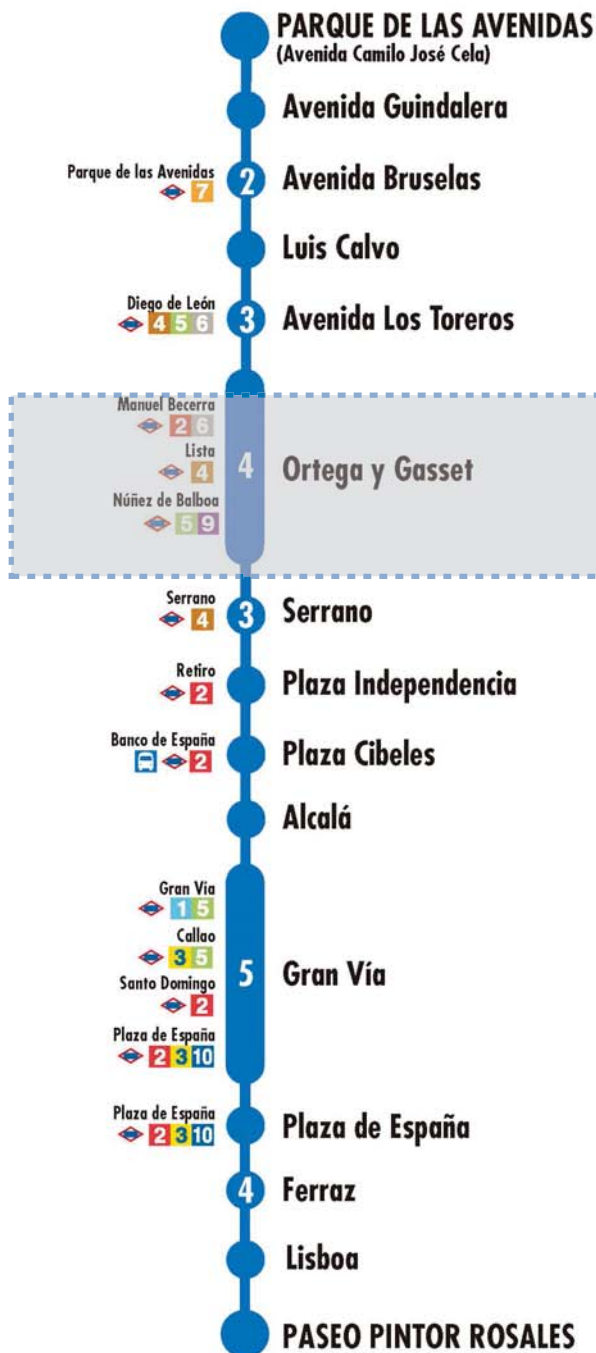 PARQUE DE LAS AVENIDAS
(Avenida Camilo José Cela)
Avenida Guindalera
Parque de las Avenidas
7
2
Avenida Bruselas
Luis Calvo
Diego de León
4 5 6
3
Avenida Los Toreros
Manuel Becerra
2 6
Lista
4
Núñez de Balboa
5 9
4
Ortega y Gasset
Serrano
4
3
Serrano
Retiro
2
Plaza Independencia
Banco de España
2
Plaza Cibeles
Alcalá
Gran Vía
1 5
Callao
3 5
Santo Domingo
2
Plaza de España
2 3 10
5
Gran Vía
Plaza de España
2 3 10
Plaza de España
4
Ferraz
Lisboa
PASEO PINTOR ROSALES